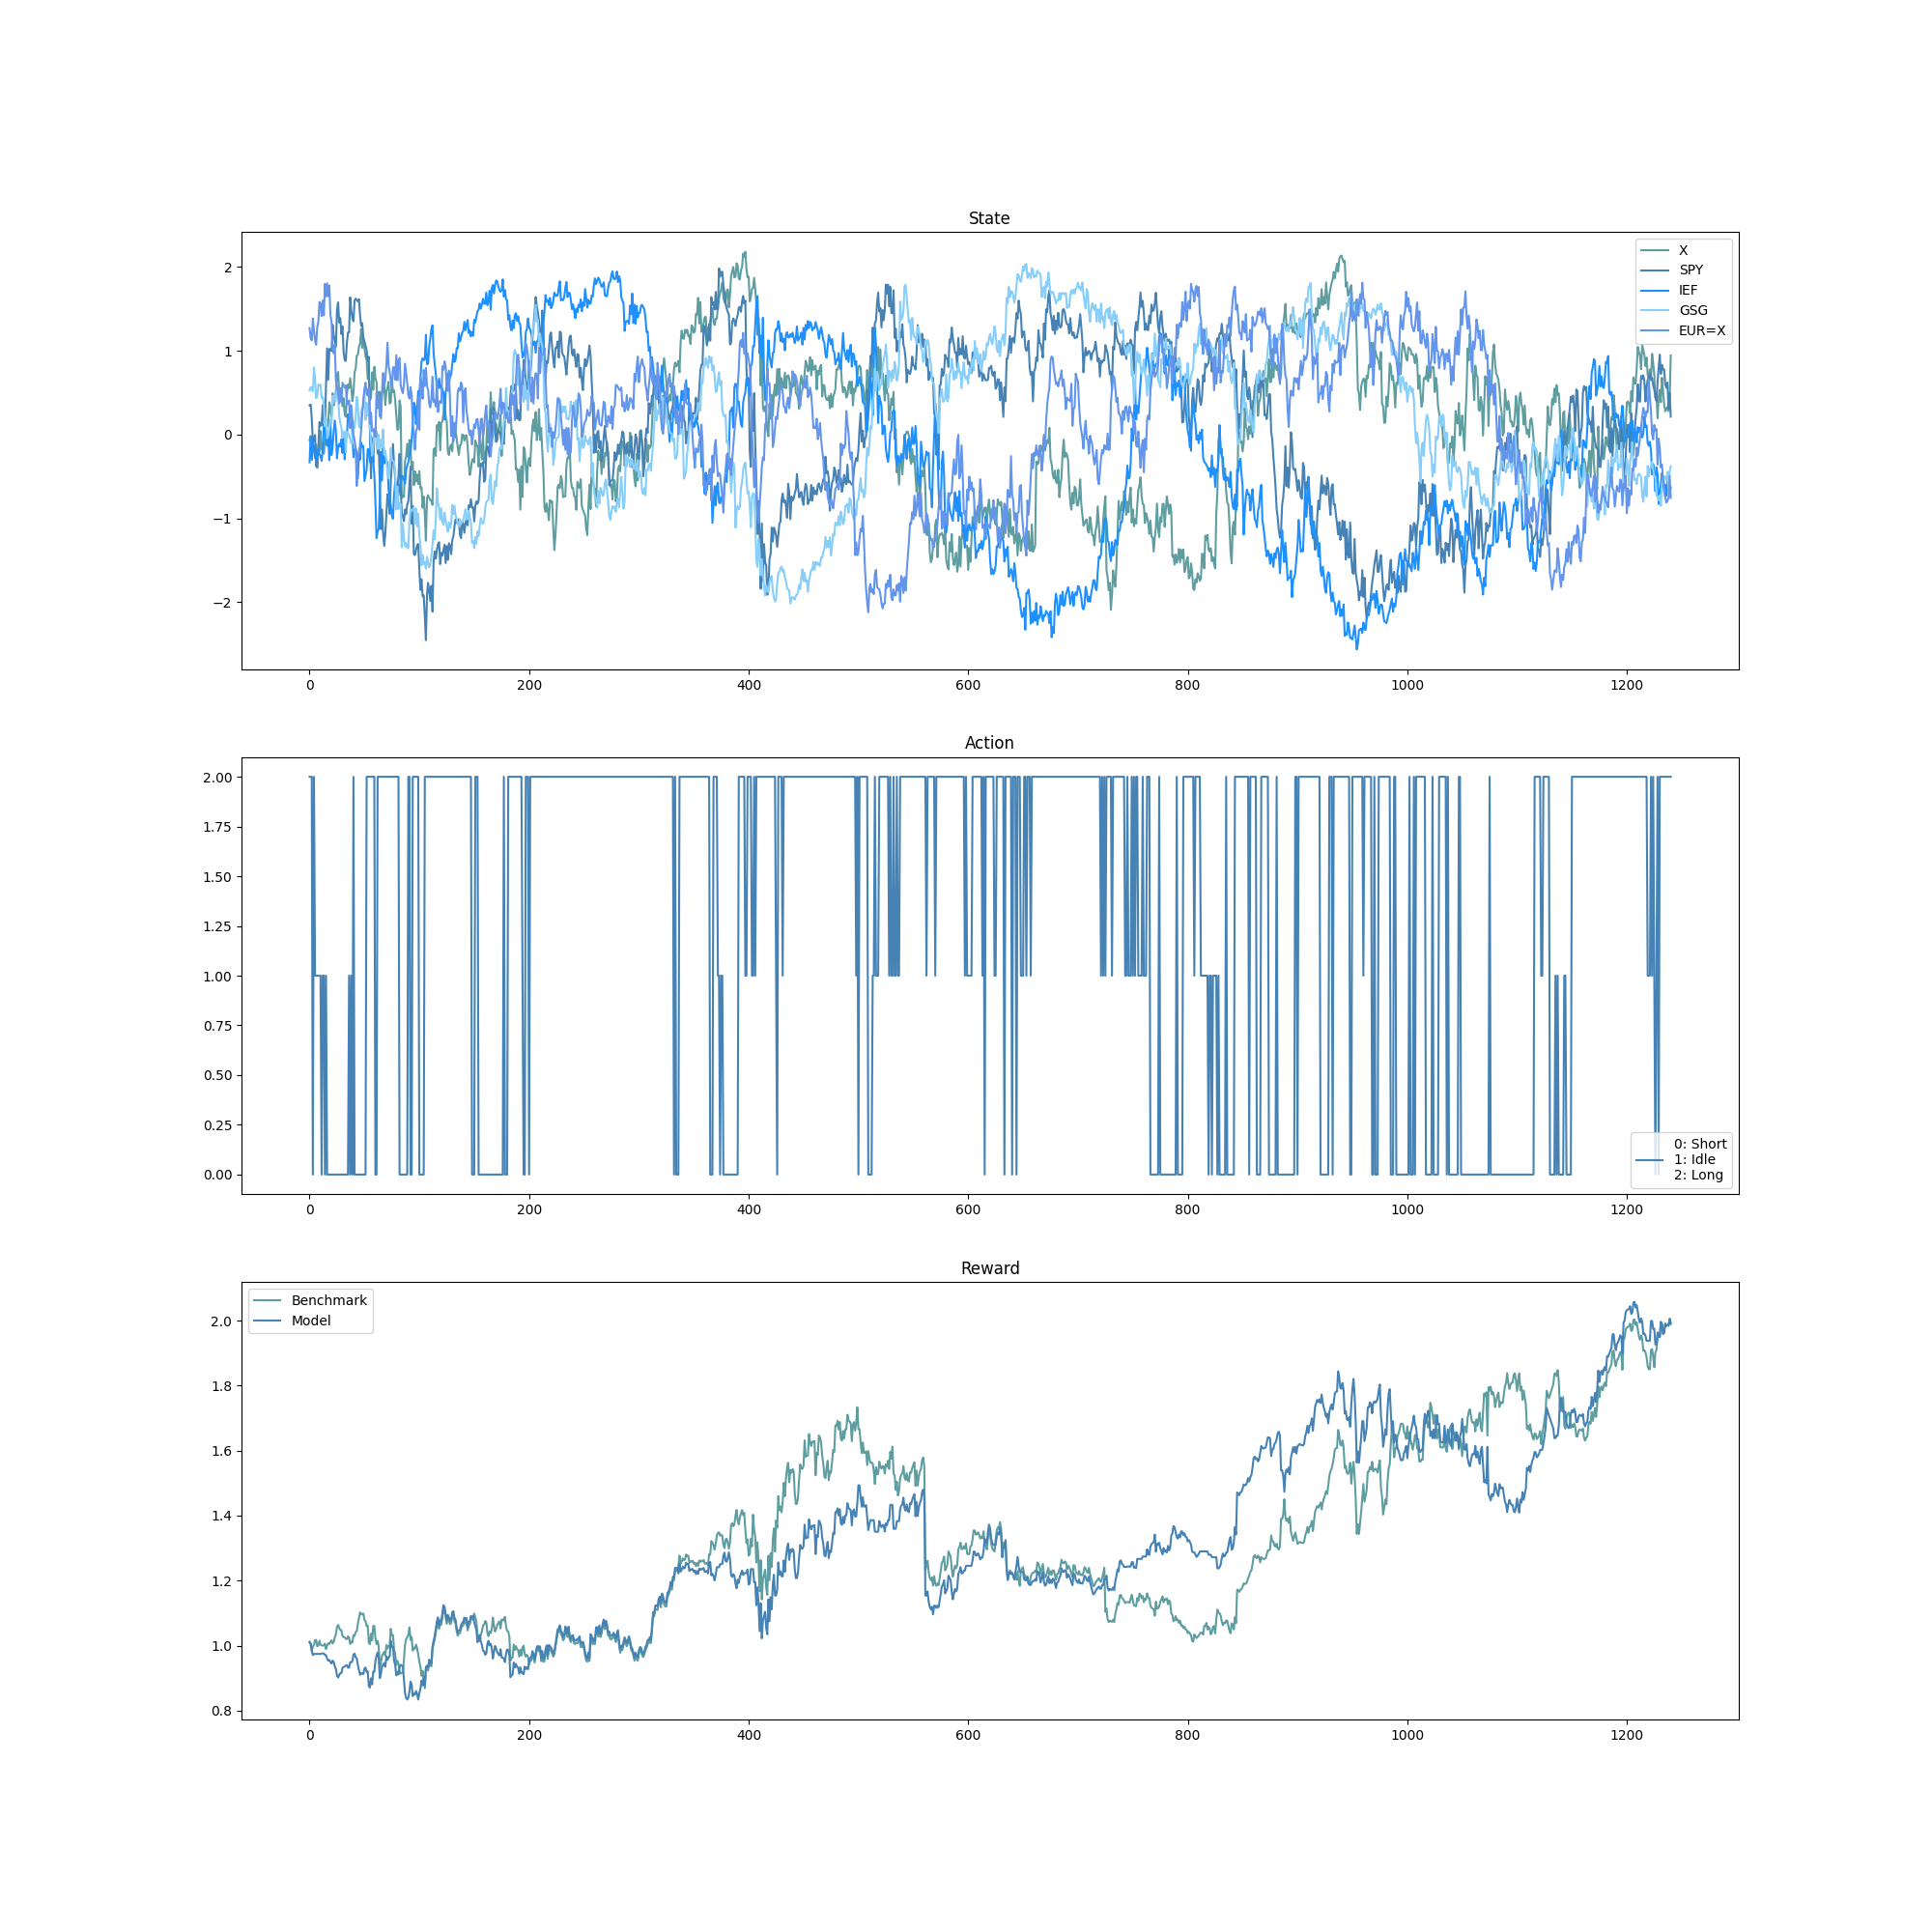 State
2
1
0
−1
−2
X
SPY
IEF
GSG
EUR=X
0 200 400 600 800 1000 1200
Action
2.00
1.75
1.50
1.25
1.00
0.75
0.50
0.25
0.00
0: Short
1: Idle
2: Long
0 200 400 600 800 1000 1200
Reward
Benchmark
Model
2.0
1.8
1.6
1.4
1.2
1.0
0.8
0 200 400 600 800 1000 1200